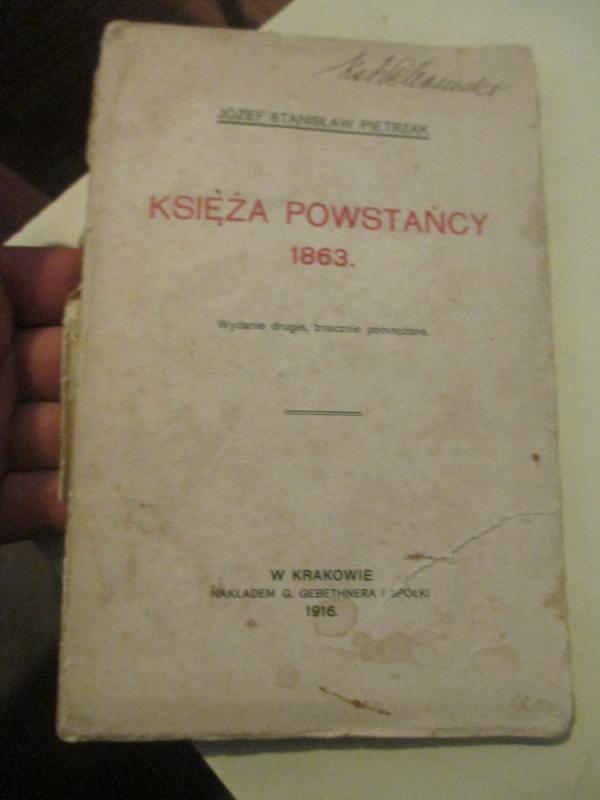 JÓZEF STANISŁAW PIETRZAK
KSIĘŻA POWSTAŃCY
1863.
Wydanie drugie, znacznie pomnożone.
W KRAKOWIE
NAKŁADEM G. GEBETHNERA I SPÓŁKI
1916.